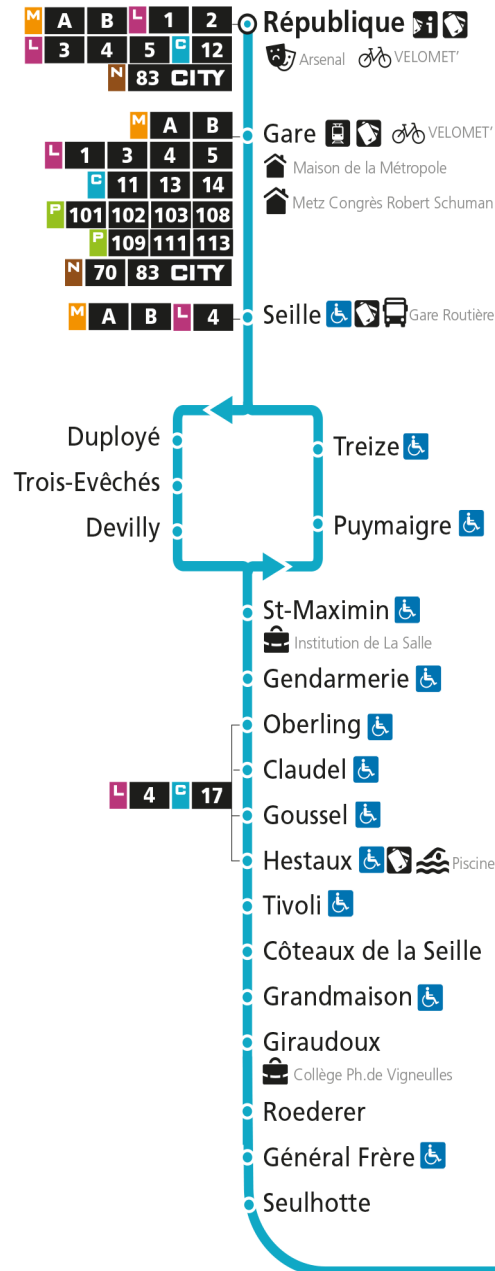 M A B L 1 2
République i
L 3 4 5 C 12
Arsenal VELOMET'
N 83 CITY
M A B
Gare VELOMET'
L 1 3 4 5
Maison de la Métropole
C 11 13 14
Metz Congrès Robert Schuman
P 101 102 103 108
P 109 111 113
N 70 83 CITY
M A B L 4
Seille Gare Routière
Duployé
Treize
Trois-Evêchés
Devilly
Puymaigre
St-Maximin
Institution de La Salle
Gendarmerie
Oberling
Claudel
L 4 C 17
Goussel
Hestaux Piscine
Tivoli
Côteaux de la Seille
Grandmaison
Giraudoux
Collège Ph.de Vigneulles
Roederer
Général Frère
Seulhotte